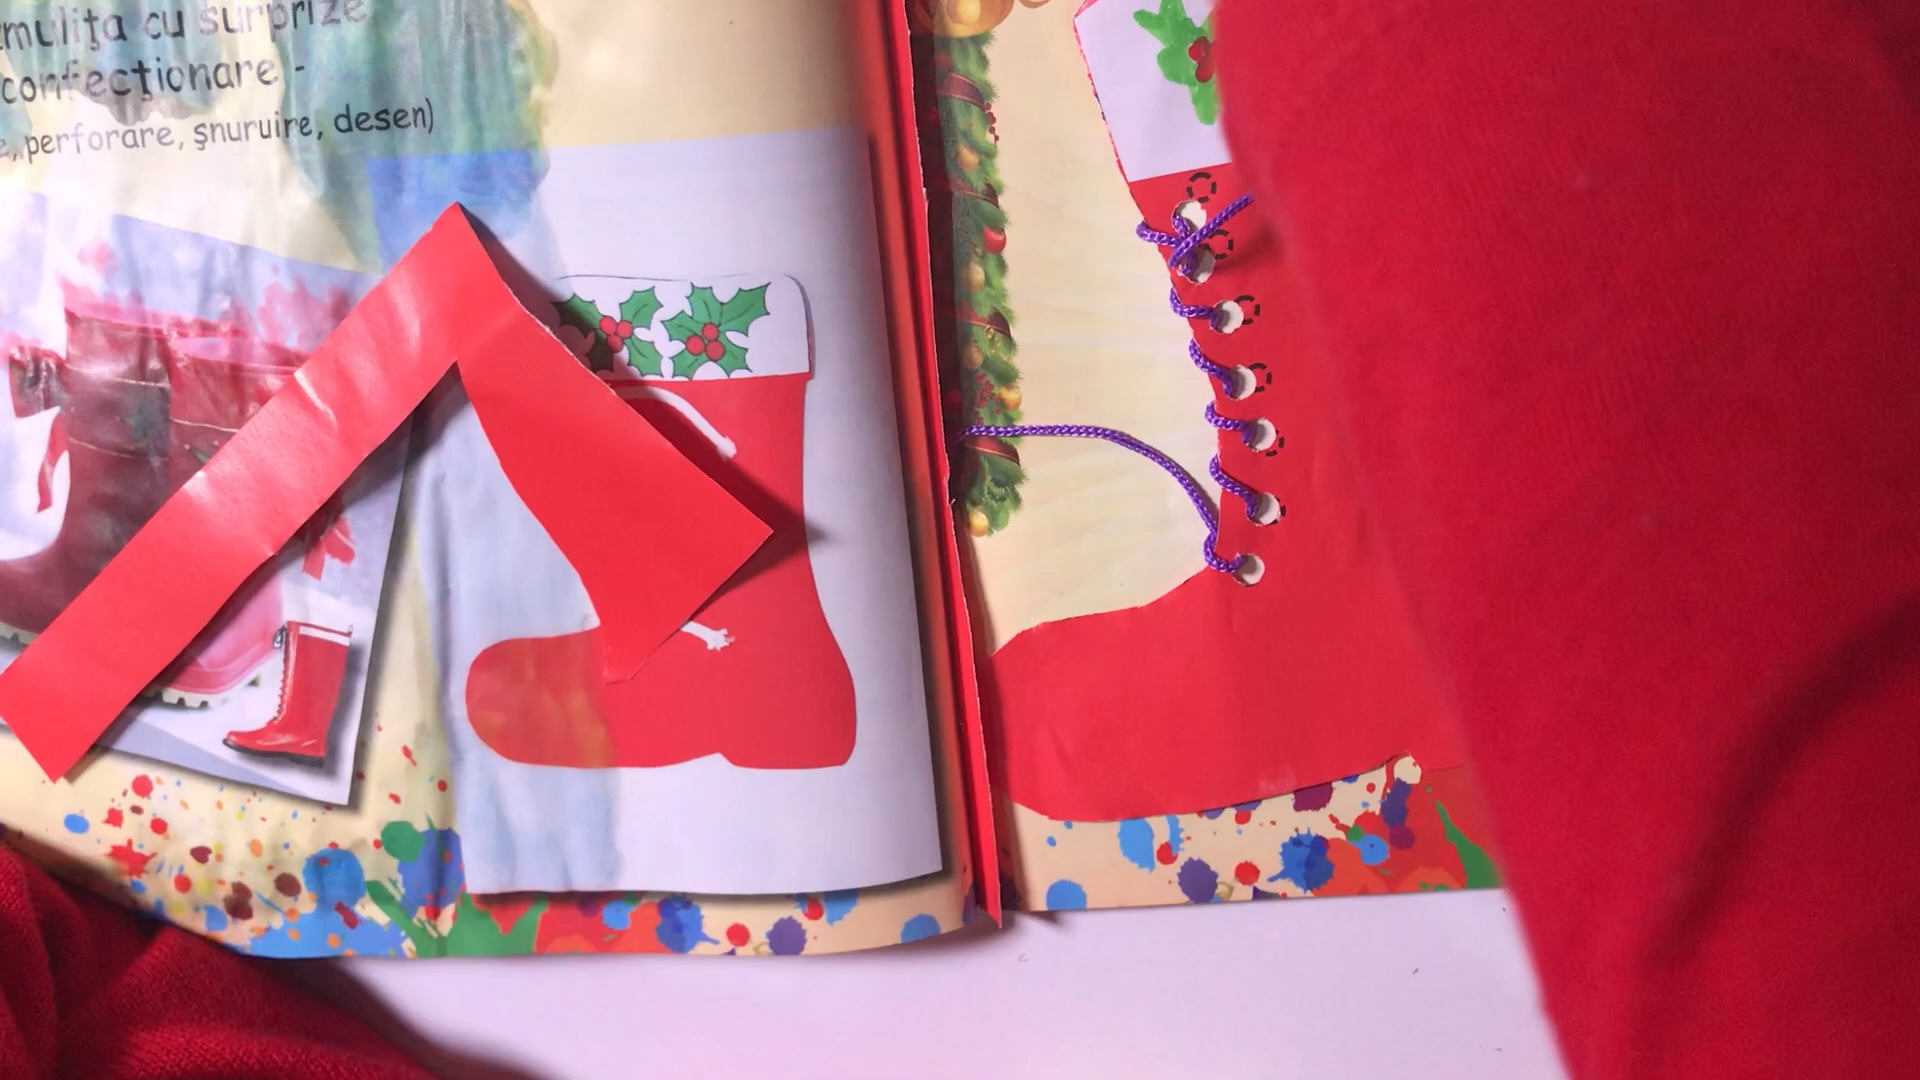 mulița cu surprize
confecționare -
e, perforare, șnuruire, desen)